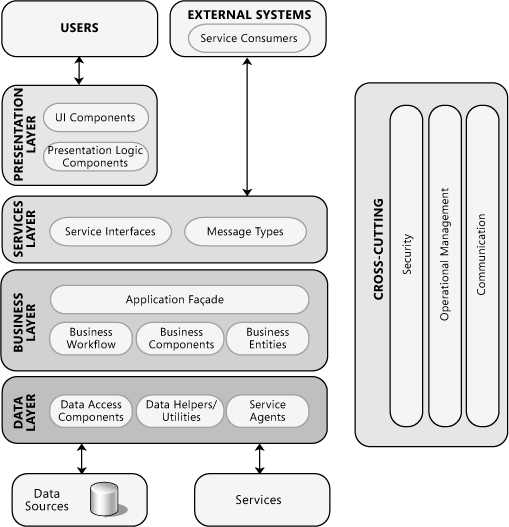 USERS
EXTERNAL SYSTEMS
Service Consumers
PRESENTATION
LAYER
UI Components
Presentation Logic
Components
SERVICES
LAYER
Service Interfaces
Message Types
BUSINESS
LAYER
Application Façade
Business
Workflow
Business
Components
Business
Entities
DATA
LAYER
Data Access
Components
Data Helpers/
Utilities
Service
Agents
Data
Sources
Services
CROSS-CUTTING
Security
Operational Management
Communication